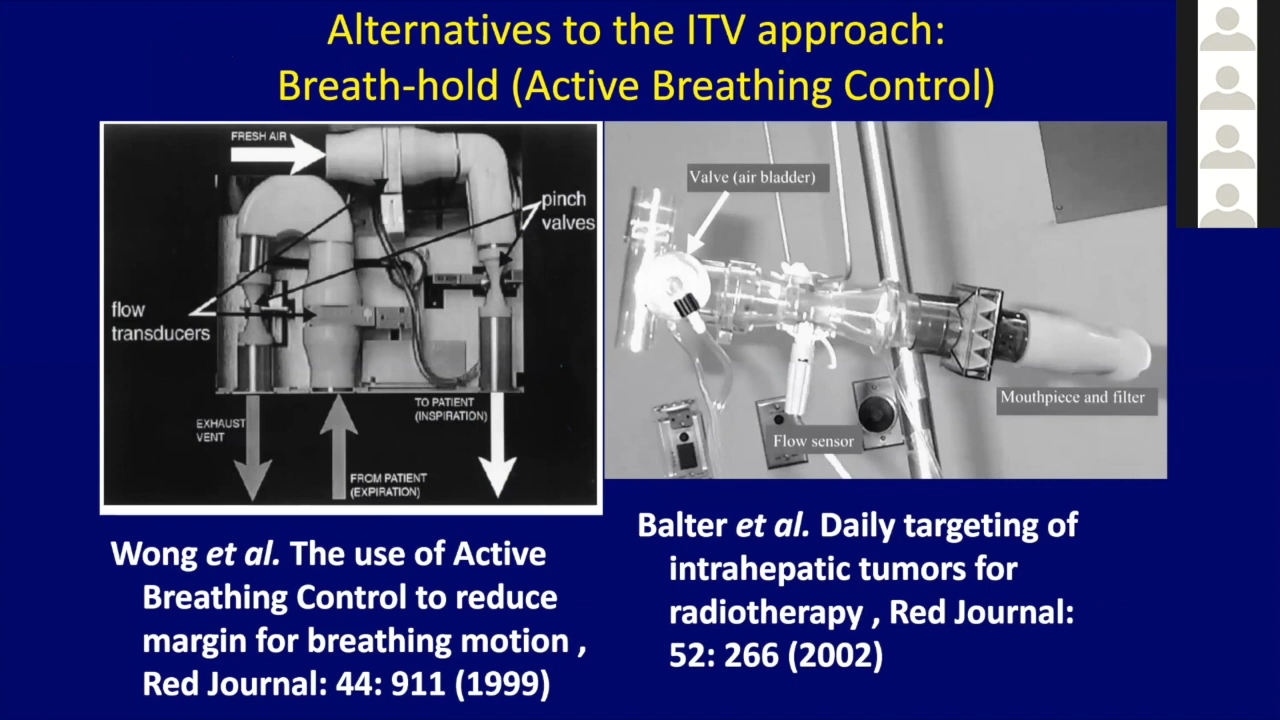 Alternatives to the ITV approach:
Breath-hold (Active Breathing Control)
FRESH AIR
pinch
valves
flow
transducers
EXHAUST
VENT
FROM PATIENT
(EXPIRATION)
TO PATIENT
(INSPIRATION)
Valve (air bladder)
Flow sensor
Mouthpiece and filter
Wong et al. The use of Active
Breathing Control to reduce
margin for breathing motion ,
Red Journal: 44: 911 (1999)
Balter et al. Daily targeting of
intrahepatic tumors for
radiotherapy , Red Journal:
52: 266 (2002)